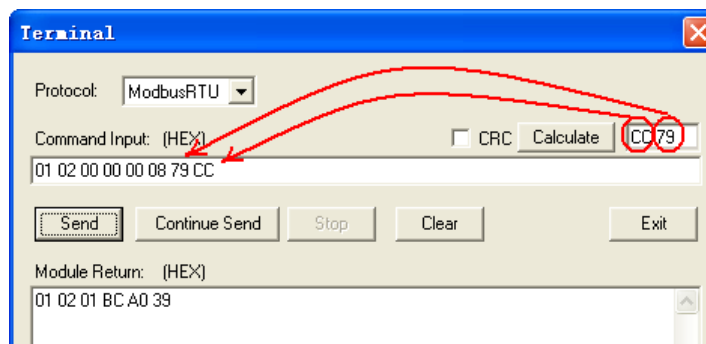 Terminal
Protocol: ModbusRTU
Command Input: (HEX) CRC Calculate CC 79
01 02 00 00 00 08 79 CC
Send Continue Send Stop Clear Exit
Module Return: (HEX)
01 02 01 BC A0 39